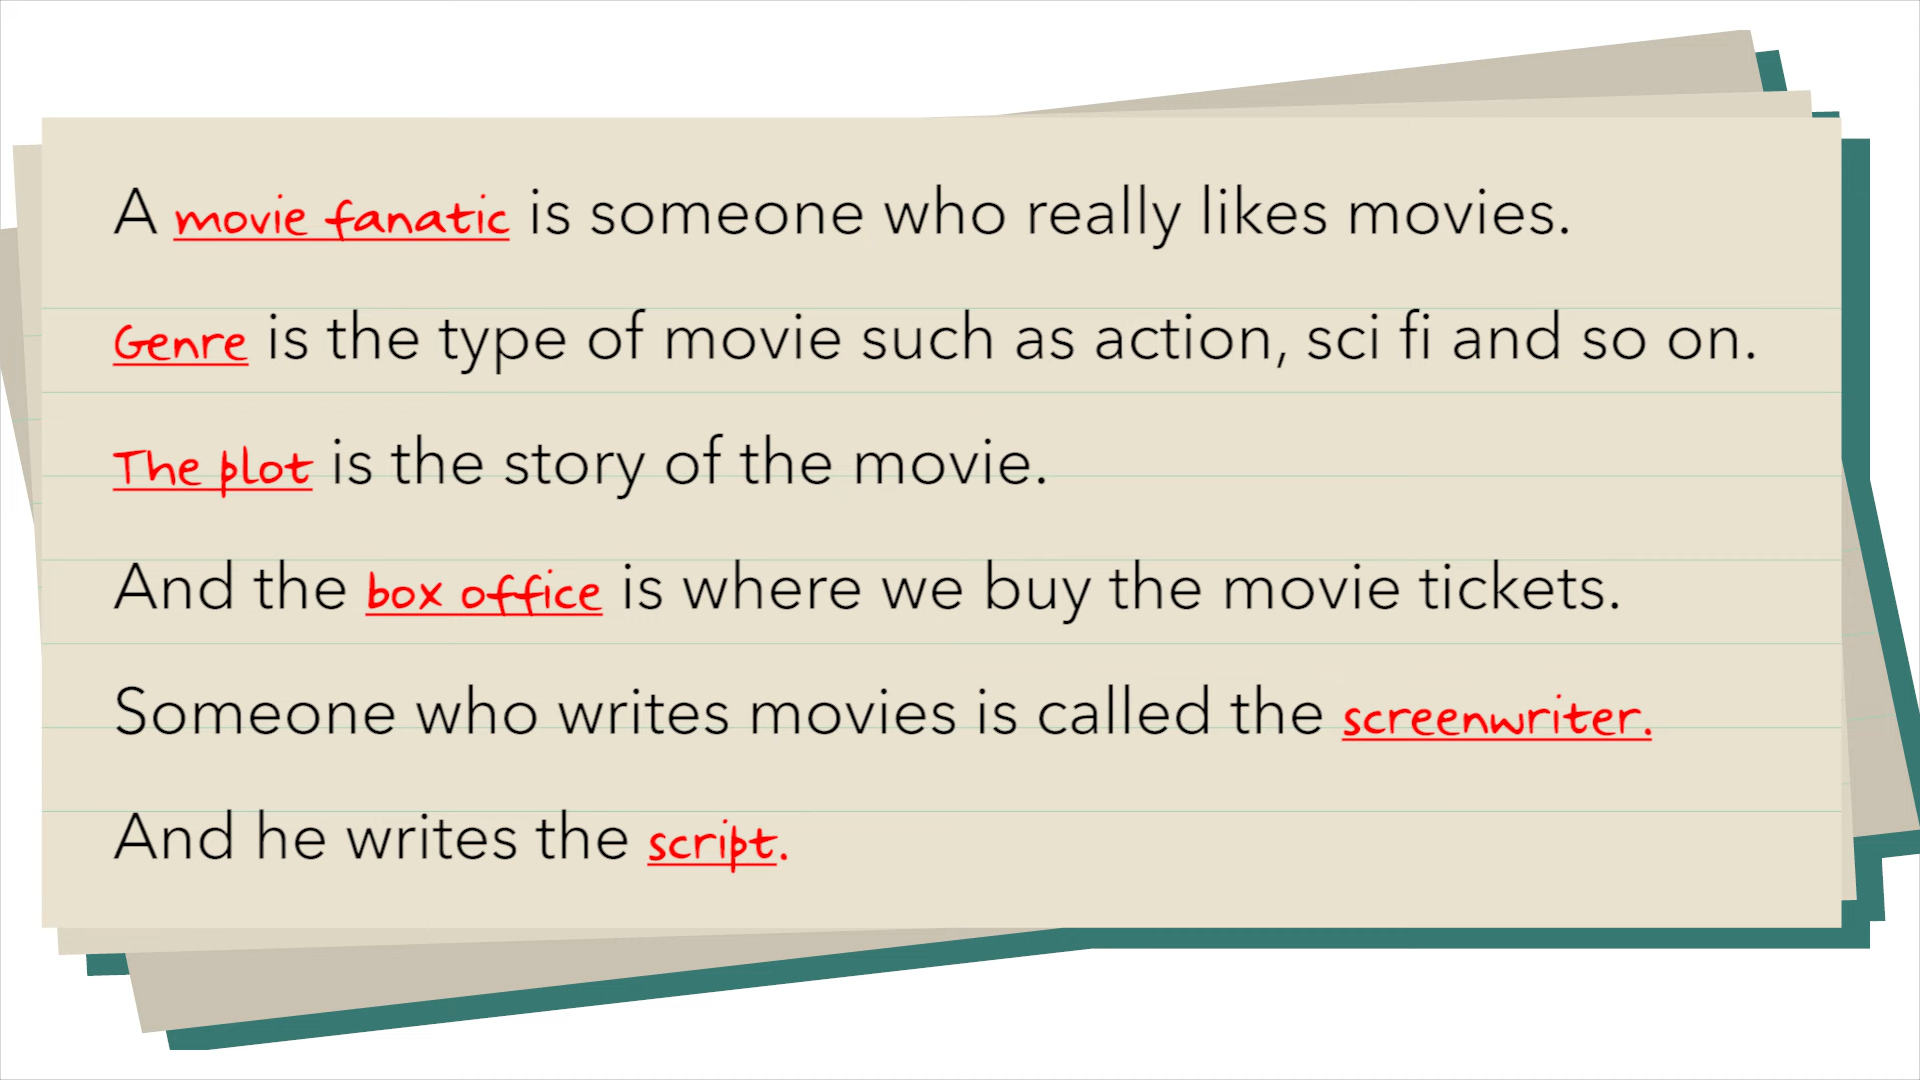 A movie fanatic is someone who really likes movies.
Genre is the type of movie such as action, sci fi and so on.
The plot is the story of the movie.
And the box office is where we buy the movie tickets.
Someone who writes movies is called the screenwriter.
And he writes the script.